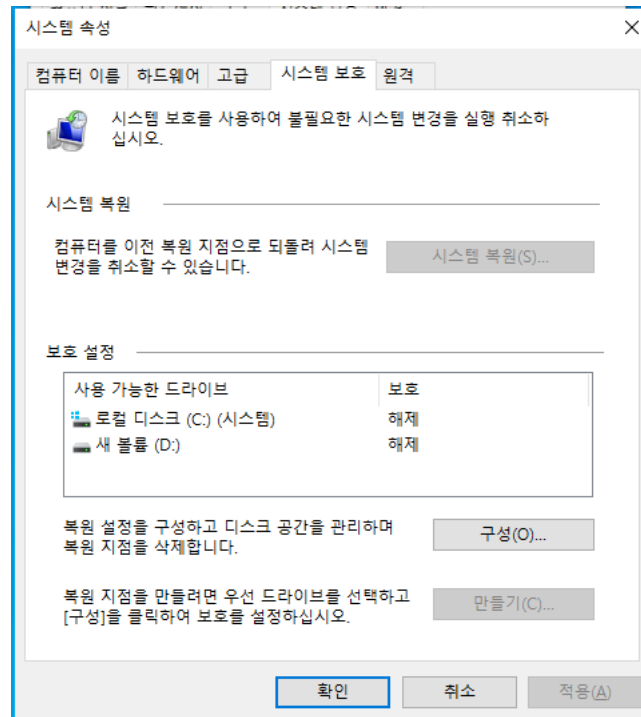 시스템 속성
컴퓨터 이름 하드웨어 고급 시스템 보호 원격
시스템 보호를 사용하여 불필요한 시스템 변경을 실행 취소하
십시오.
시스템 복원
컴퓨터를 이전 복원 지점으로 되돌려 시스템
변경을 취소할 수 있습니다.
시스템 복원(S)...
보호 설정
사용 가능한 드라이브 보호
로컬 디스크 (C:) (시스템) 해제
새 볼륨 (D:) 해제
복원 설정을 구성하고 디스크 공간을 관리하며
복원 지점을 삭제합니다.
구성(O)...
복원 지점을 만들려면 우선 드라이브를 선택하고
[구성]을 클릭하여 보호를 설정하십시오.
만들기(C)...
확인 취소 적용(A)